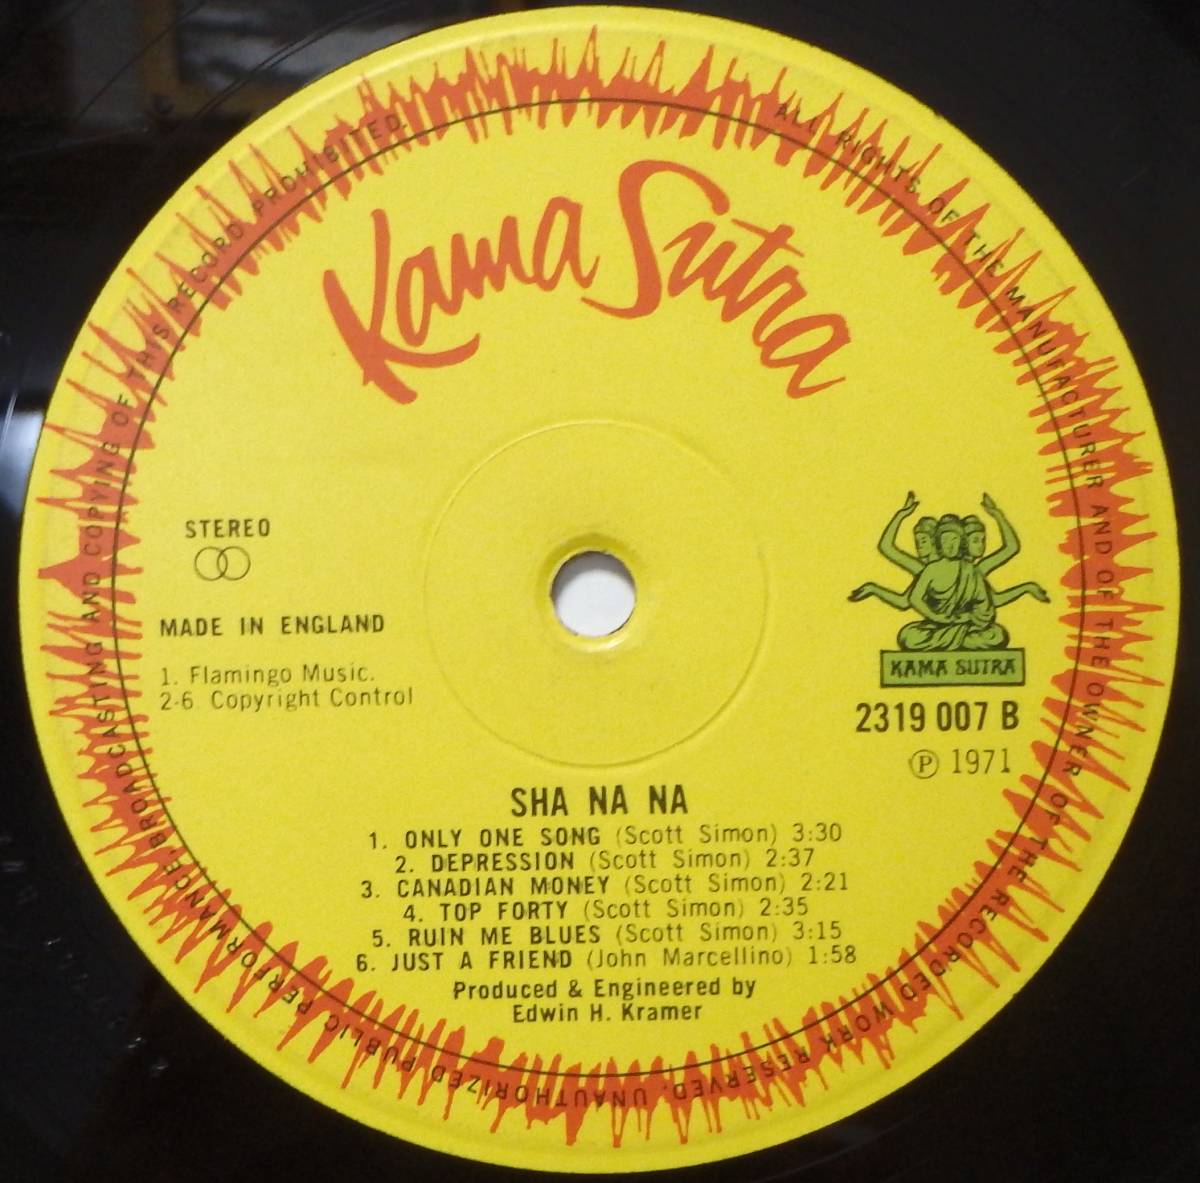 Kama Sutra
STEREO
MADE IN ENGLAND
1. Flamingo Music.
2-6. Copyright Control
KAMA SUTRA
2319 007 B
Ⓟ 1971
SHA NA NA
1. ONLY ONE SONG (Scott Simon) 3:30
2. DEPRESSION (Scott Simon) 2:37
3. CANADIAN MONEY (Scott Simon) 2:21
4. TOP FORTY (Scott Simon) 2:35
5. RUIN ME BLUES (Scott Simon) 3:15
6. JUST A FRIEND (John Marcellino) 1:58
Produced & Engineered by
Edwin H. Kramer
ALL RIGHTS OF THE MANUFACTURER AND OF THE OWNER OF THE RECORDED WORK RESERVED. UNAUTHORIZED PUBLIC PERFORMANCE, BROADCASTING AND COPYING OF THIS RECORD PROHIBITED